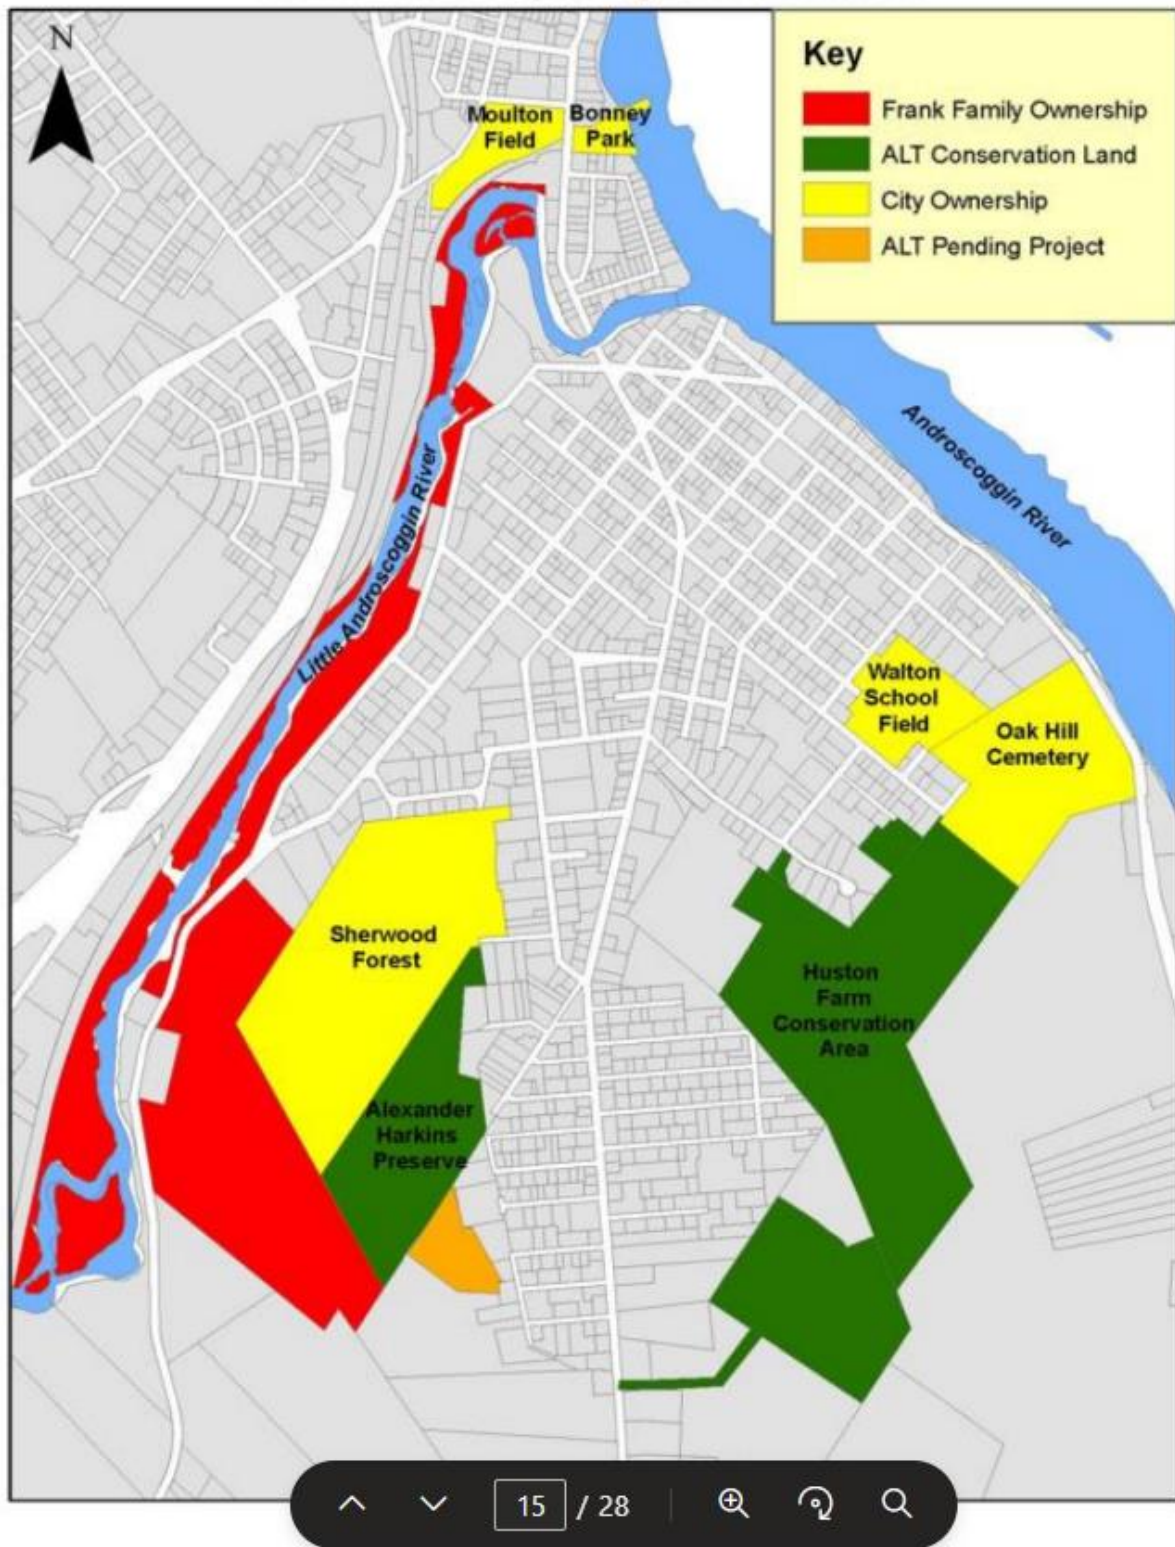 N
Key
Frank Family Ownership
ALT Conservation Land
City Ownership
ALT Pending Project
Moulton
Field
Bonney
Park
Androscoggin River
Little Androscoggin River
Walton
School
Field
Oak Hill
Cemetery
Sherwood
Forest
Huston
Farm
Conservation
Area
Alexander
Harkins
Preserve
15 / 28